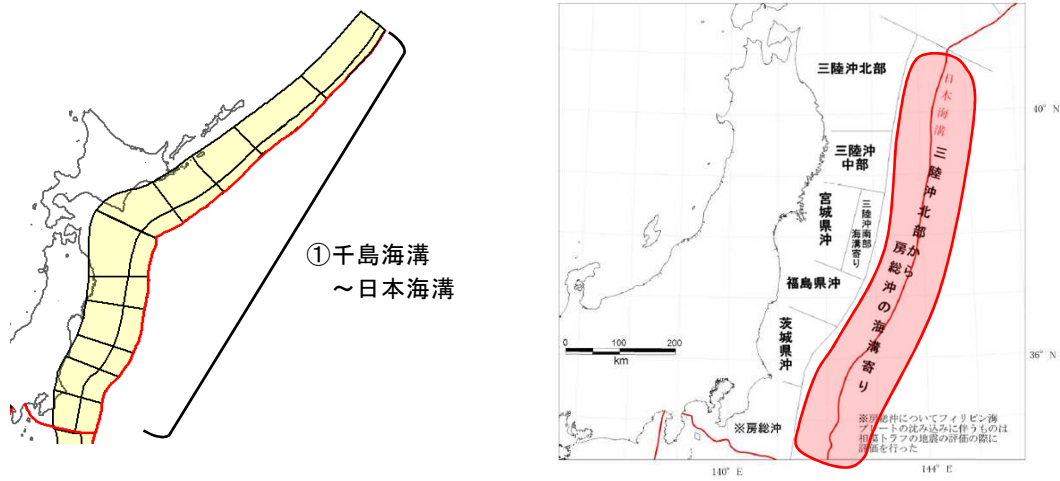 ①千島海溝
～日本海溝
三陸沖北部
日本海溝
40° N
三陸沖
中部
宮城県沖
三陸沖南部
海溝寄り
三陸沖北部から
房総沖の海溝寄り
福島県沖
茨城県沖
0 50 100 200
km
36° N
※房総沖
※房総沖についてフィリピン海
プレートの沈み込みに伴うものは
相模トラフの地震の評価の際に
評価を行った
140° E
144° E